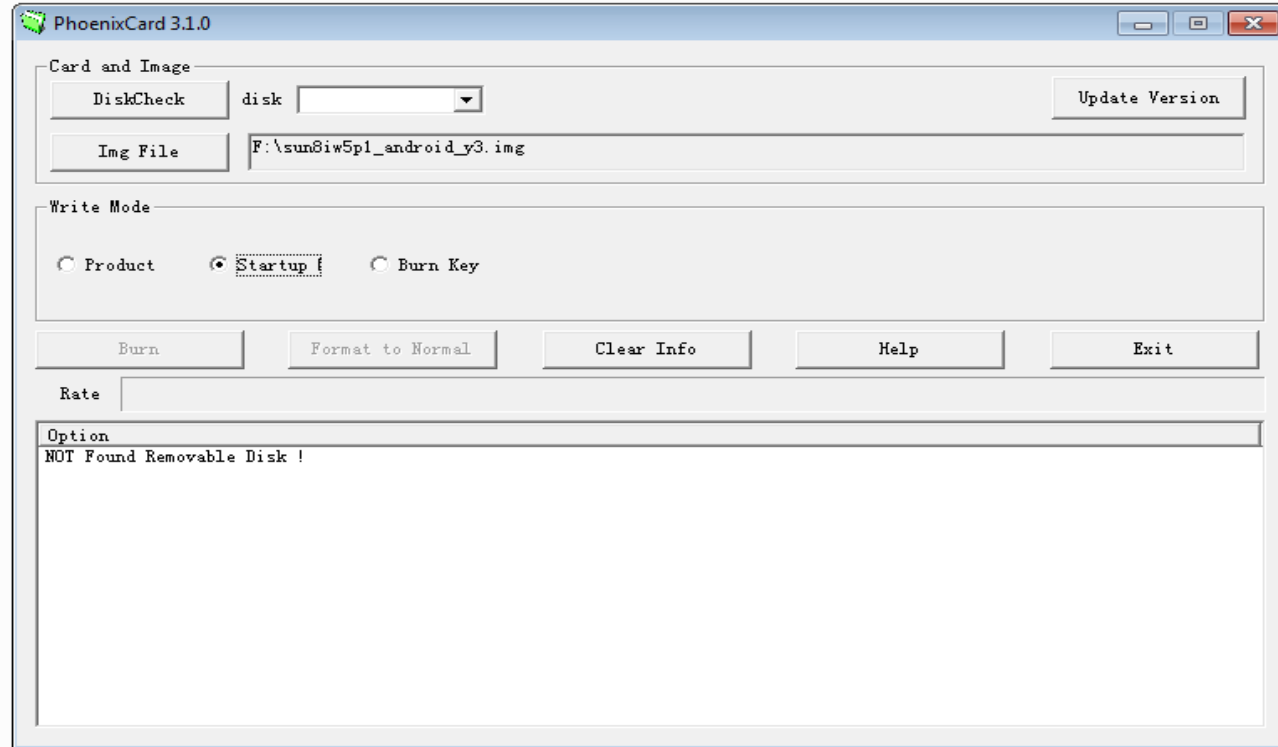 PhoenixCard 3.1.0
Card and Image
DiskCheck disk Update Version
Img File F:\sun8iw5p1_android_y3.img
Write Mode
Product Startup Burn Key
Burn Format to Normal Clear Info Help Exit
Rate
Option
NOT Found Removable Disk !